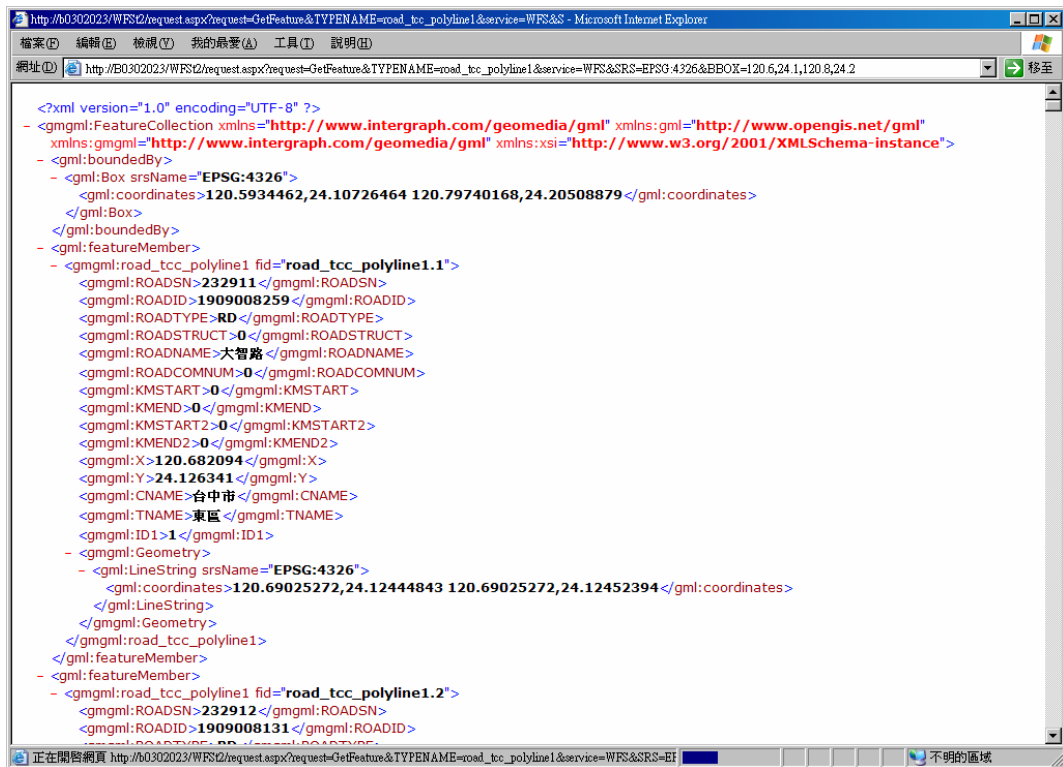 http://b0302023/WFSt2/request.aspx?request=GetFeature&TYPENAME=road_tcc_polyline1&service=WFS&S - Microsoft Internet Explorer
檔案(F) 編輯(E) 檢視(V) 我的最愛(A) 工具(T) 說明(H)
網址(D) http://B0302023/WFSt2/request.aspx?request=GetFeature&TYPENAME=road_tcc_polyline1&service=WFS&SRS=EPSG:4326&BBOX=120.6,24.1,120.8,24.2 移至
<?xml version="1.0" encoding="UTF-8" ?>
- <gmgml:FeatureCollection xmlns="http://www.intergraph.com/geomedia/gml" xmlns:gml="http://www.opengis.net/gml"
xmlns:gmgml="http://www.intergraph.com/geomedia/gml" xmlns:xsi="http://www.w3.org/2001/XMLSchema-instance">
- <gml:boundedBy>
- <gml:Box srsName="EPSG:4326">
<gml:coordinates>120.5934462,24.10726464 120.79740168,24.20508879</gml:coordinates>
</gml:Box>
</gml:boundedBy>
- <gml:featureMember>
- <gmgml:road_tcc_polyline1 fid="road_tcc_polyline1.1">
<gmgml:ROADSN>232911</gmgml:ROADSN>
<gmgml:ROADID>1909008259</gmgml:ROADID>
<gmgml:ROADTYPE>RD</gmgml:ROADTYPE>
<gmgml:ROADSTRUCT>0</gmgml:ROADSTRUCT>
<gmgml:ROADNAME>大智路</gmgml:ROADNAME>
<gmgml:ROADCOMNUM>0</gmgml:ROADCOMNUM>
<gmgml:KMSTART>0</gmgml:KMSTART>
<gmgml:KMEND>0</gmgml:KMEND>
<gmgml:KMSTART2>0</gmgml:KMSTART2>
<gmgml:KMEND2>0</gmgml:KMEND2>
<gmgml:X>120.682094</gmgml:X>
<gmgml:Y>24.126341</gmgml:Y>
<gmgml:CNAME>台中市</gmgml:CNAME>
<gmgml:TNAME>東區</gmgml:TNAME>
<gmgml:ID1>1</gmgml:ID1>
- <gmgml:Geometry>
- <gml:LineString srsName="EPSG:4326">
<gml:coordinates>120.69025272,24.12444843 120.69025272,24.12452394</gml:coordinates>
</gml:LineString>
</gmgml:Geometry>
</gmgml:road_tcc_polyline1>
</gml:featureMember>
- <gml:featureMember>
- <gmgml:road_tcc_polyline1 fid="road_tcc_polyline1.2">
<gmgml:ROADSN>232912</gmgml:ROADSN>
<gmgml:ROADID>1909008131</gmgml:ROADID>
<gmgml:ROADTYPE>RD</gmgml:ROADTYPE>
正在開啓網頁 http://b0302023/WFSt2/request.aspx?request=GetFeature&TYPENAME=road_tcc_polyline1&service=WFS&SRS=EP 不明的區域